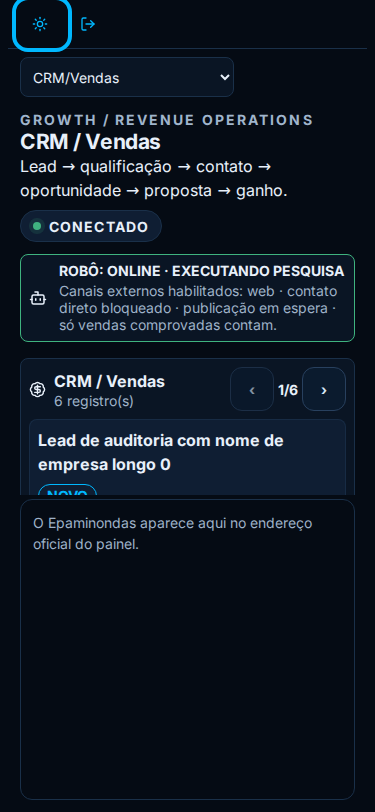 CRM/Vendas
GROWTH / REVENUE OPERATIONS
CRM / Vendas
Lead → qualificação → contato →
oportunidade → proposta → ganho.
CONECTADO
ROBÔ: ONLINE · EXECUTANDO PESQUISA
Canais externos habilitados: web · contato
direto bloqueado · publicação em espera ·
só vendas comprovadas contam.
CRM / Vendas
6 registro(s)
‹ 1/6 ›
Lead de auditoria com nome de
empresa longo 0
NOVO
O Epaminondas aparece aqui no endereço
oficial do painel.